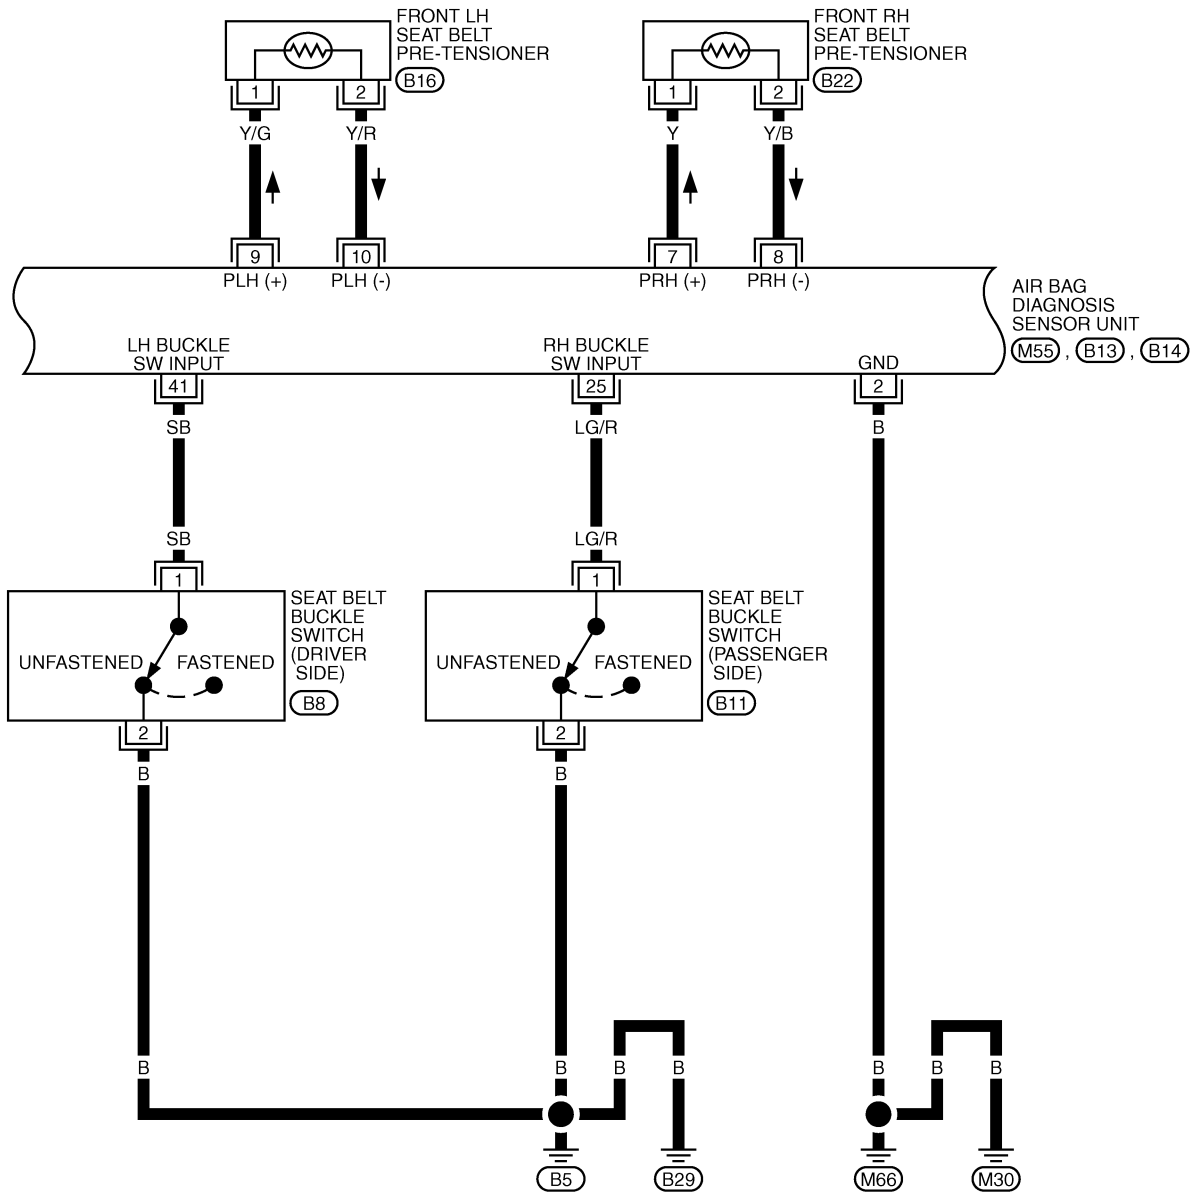 FRONT LH
SEAT BELT
PRE-TENSIONER
B16
FRONT RH
SEAT BELT
PRE-TENSIONER
B22
1
2
1
2
Y/G
Y/R
Y
Y/B
9
10
7
8
PLH (+)
PLH (-)
PRH (+)
PRH (-)
AIR BAG
DIAGNOSIS
SENSOR UNIT
M55 , B13 , B14
LH BUCKLE
SW INPUT
RH BUCKLE
SW INPUT
GND
41
25
2
SB
LG/R
B
SB
LG/R
1
1
SEAT BELT
BUCKLE
SWITCH
(DRIVER
SIDE)
B8
UNFASTENED
FASTENED
SEAT BELT
BUCKLE
SWITCH
(PASSENGER
SIDE)
B11
UNFASTENED
FASTENED
2
2
B
B
B
B
B
B
B
B
B
B5
B29
M66
M30